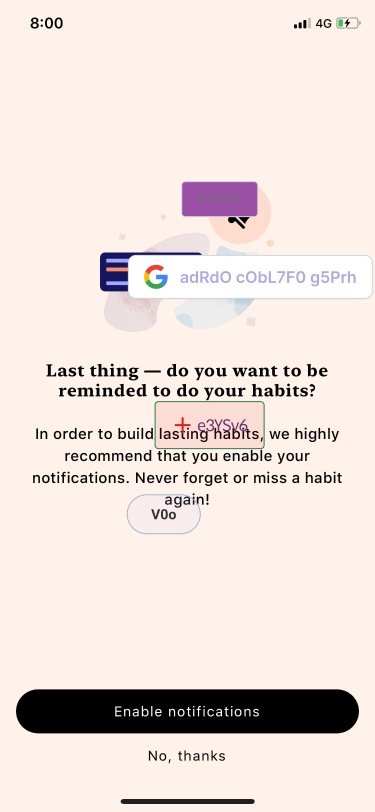 8:00
4G
adRdO cObL7F0 g5Prh
Last thing — do you want to be
reminded to do your habits?
e3YSv6
In order to build lasting habits, we highly
recommend that you enable your
notifications. Never forget or miss a habit
again!
V0o
Enable notifications
No, thanks